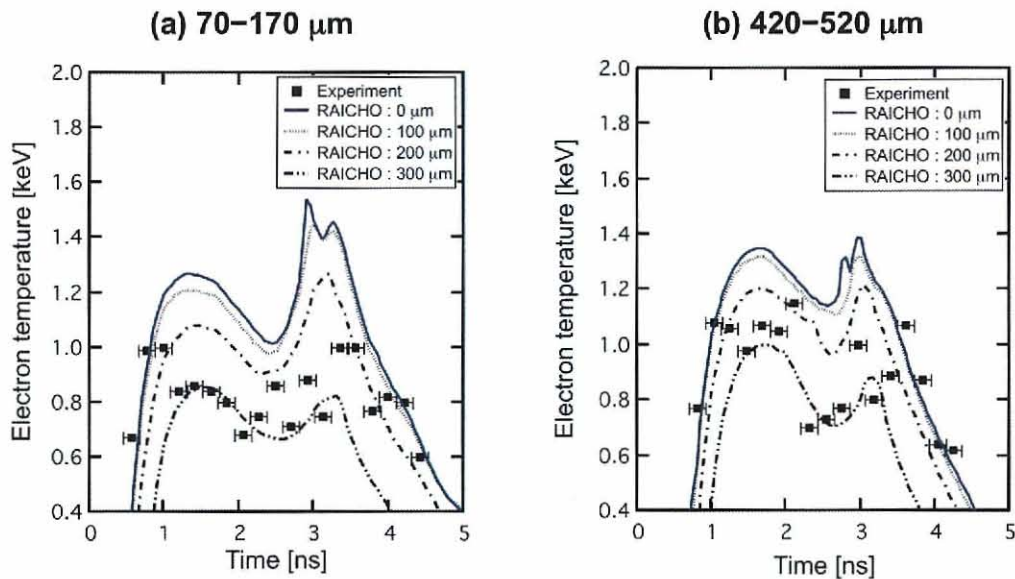 (a) 70−170 μm
Electron temperature [keV]
2.0
1.8
1.6
1.4
1.2
1.0
0.8
0.6
0.4
Experiment
RAICHO : 0 μm
RAICHO : 100 μm
RAICHO : 200 μm
RAICHO : 300 μm
0 1 2 3 4 5
Time [ns]
(b) 420−520 μm
Electron temperature [keV]
2.0
1.8
1.6
1.4
1.2
1.0
0.8
0.6
0.4
Experiment
RAICHO : 0 μm
RAICHO : 100 μm
RAICHO : 200 μm
RAICHO : 300 μm
0 1 2 3 4 5
Time [ns]